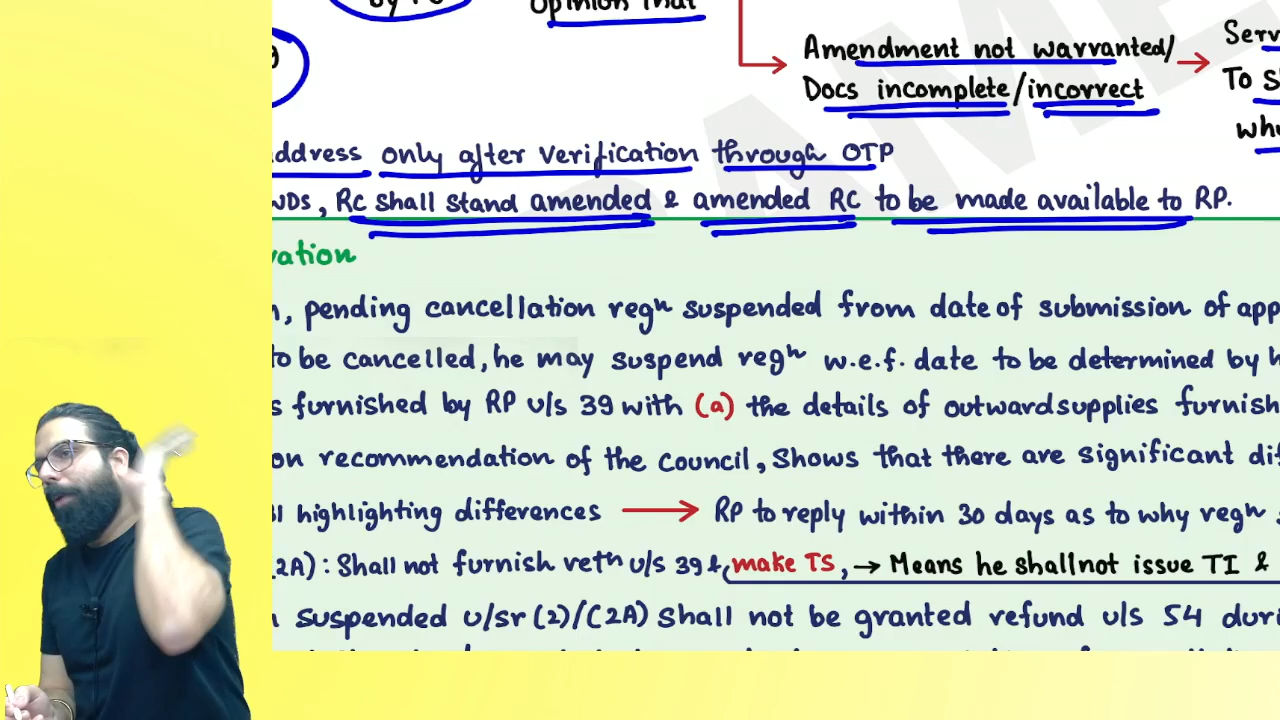 by
Opinion that
Amendment not warranted/
Docs incomplete/incorrect
Serv
To s
why
address only after verification through OTP
WDs, RC shall stand amended & amended RC to be made available to RP.
vation
, pending cancellation regⁿ suspended from date of submission of app
to be cancelled, he may suspend regⁿ w.e.f. date to be determined by h
s furnished by RP u/s 39 with (a) the details of outward supplies furnish
on recommendation of the Council, Shows that there are significant dif
31 highlighting differences → RP to reply within 30 days as to why regⁿ s
(2A): Shall not furnish retⁿ u/s 39 & make TS, → Means he shall not issue TI &
suspended u/sr (2)/(2A) Shall not be granted refund u/s 54 duri